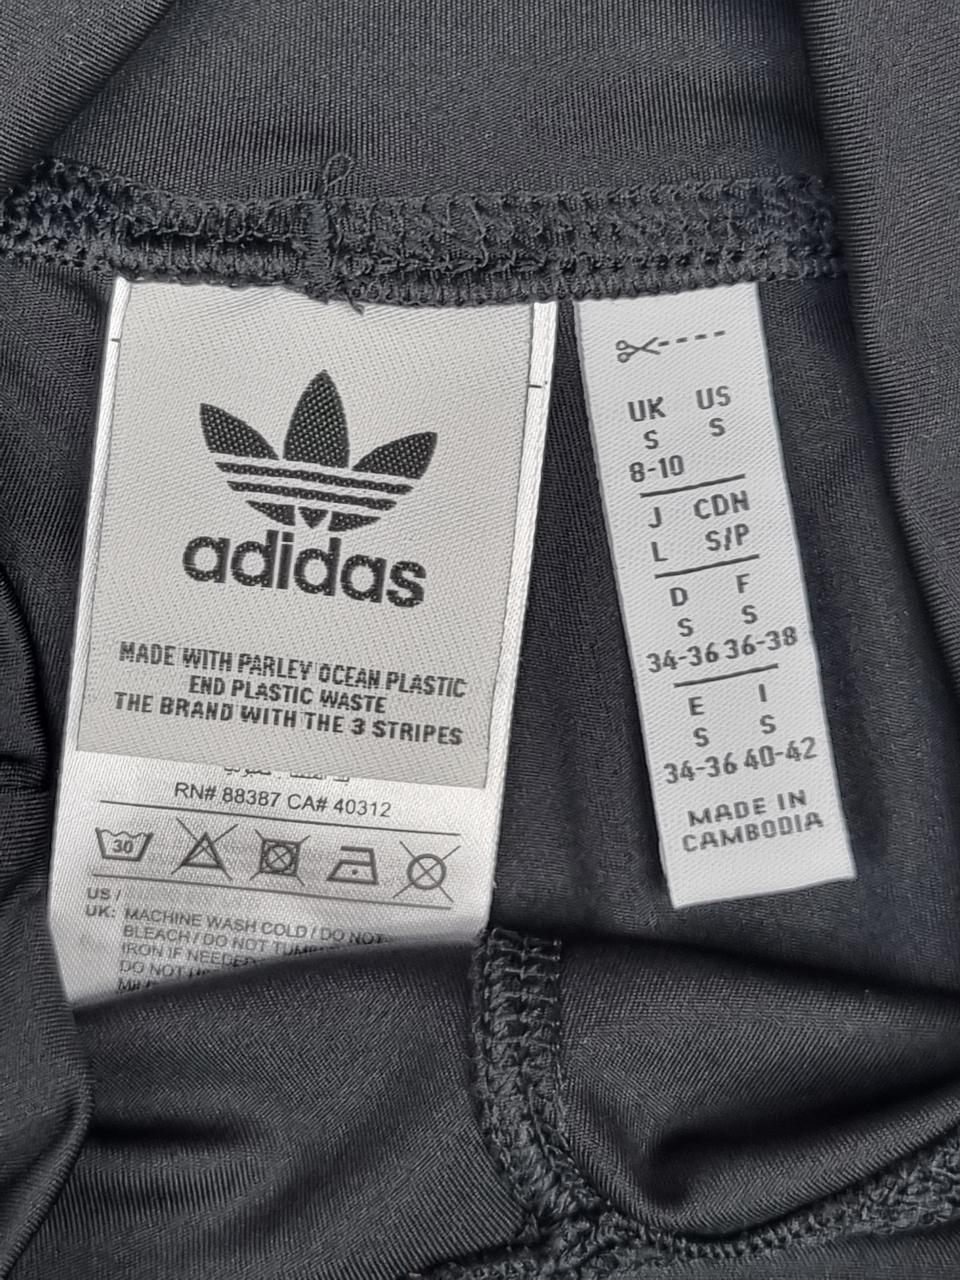 adidas
MADE WITH PARLEY OCEAN PLASTIC
END PLASTIC WASTE
THE BRAND WITH THE 3 STRIPES
RN# 88387 CA# 40312
30
US /
UK: MACHINE WASH COLD / DO NOT
BLEACH / DO NOT
IRON IF NEEDED
DO NOT
UK US
S S
8-10
J CDN
L S/P
D F
S S
34-36 36-38
E I
S S
34-36 40-42
MADE IN
CAMBODIA